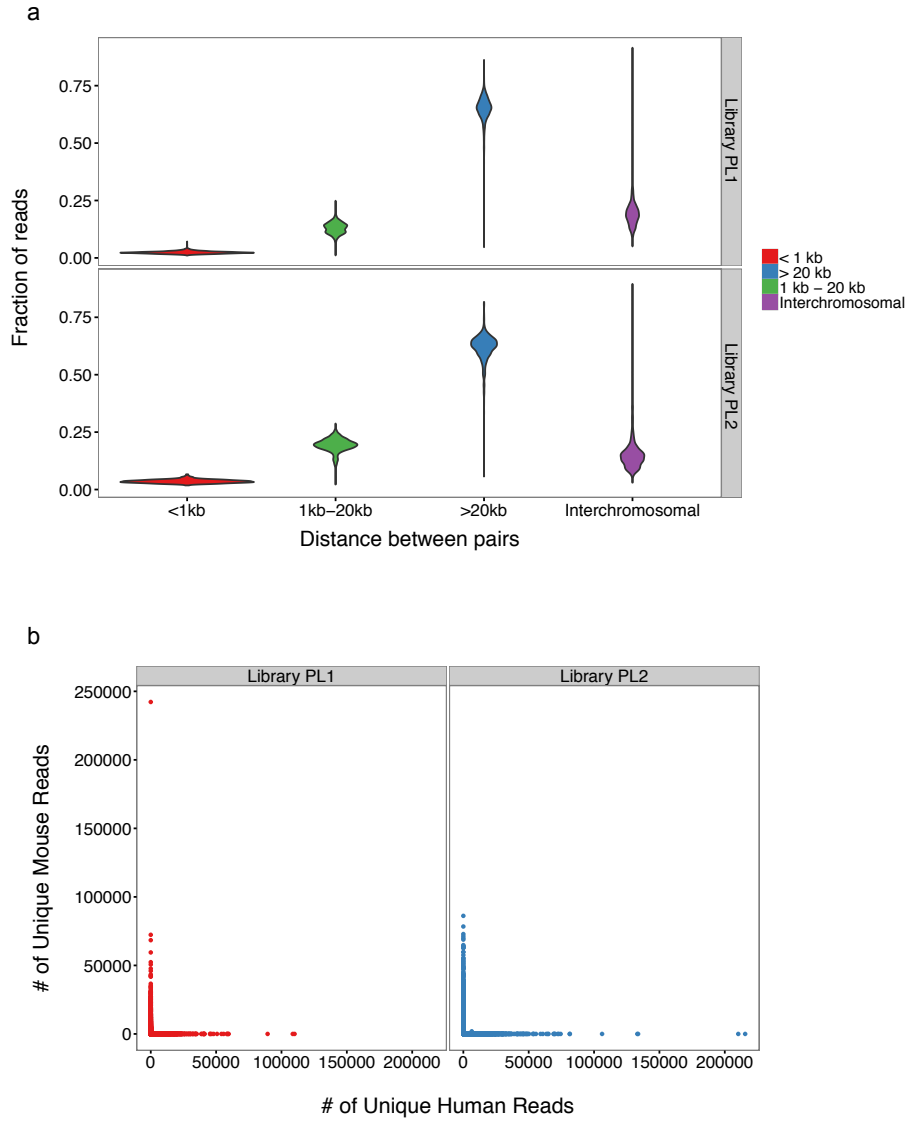 a
Fraction of reads
0.75
0.50
0.25
0.00
Library PL1
0.75
0.50
0.25
0.00
Library PL2
<1kb
1kb−20kb
>20kb
Interchromosomal
Distance between pairs
< 1 kb
> 20 kb
1 kb − 20 kb
Interchromosomal
b
Library PL1
Library PL2
# of Unique Mouse Reads
250000
200000
150000
100000
50000
0
0
50000
100000
150000
200000
0
50000
100000
150000
200000
# of Unique Human Reads